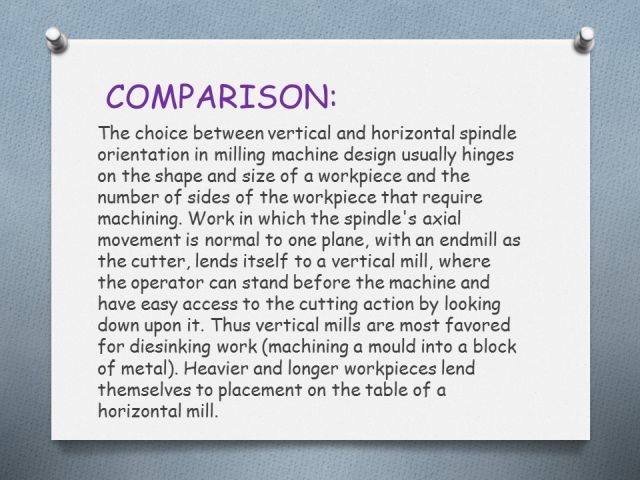 COMPARISON:
The choice between vertical and horizontal spindle
orientation in milling machine design usually hinges
on the shape and size of a workpiece and the
number of sides of the workpiece that require
machining. Work in which the spindle's axial
movement is normal to one plane, with an endmill as
the cutter, lends itself to a vertical mill, where
the operator can stand before the machine and
have easy access to the cutting action by looking
down upon it. Thus vertical mills are most favored
for diesinking work (machining a mould into a block
of metal). Heavier and longer workpieces lend
themselves to placement on the table of a
horizontal mill.